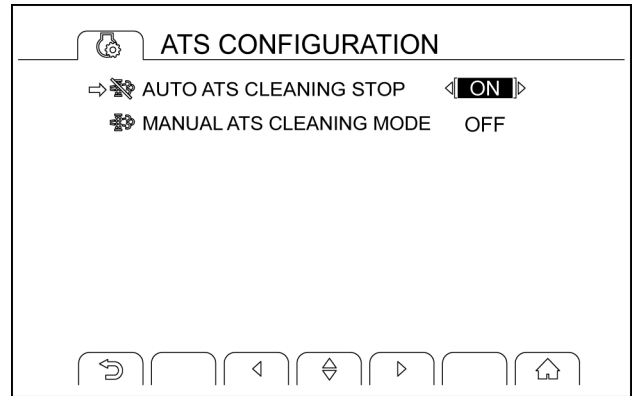 ATS CONFIGURATION
AUTO ATS CLEANING STOP ON
MANUAL ATS CLEANING MODE OFF